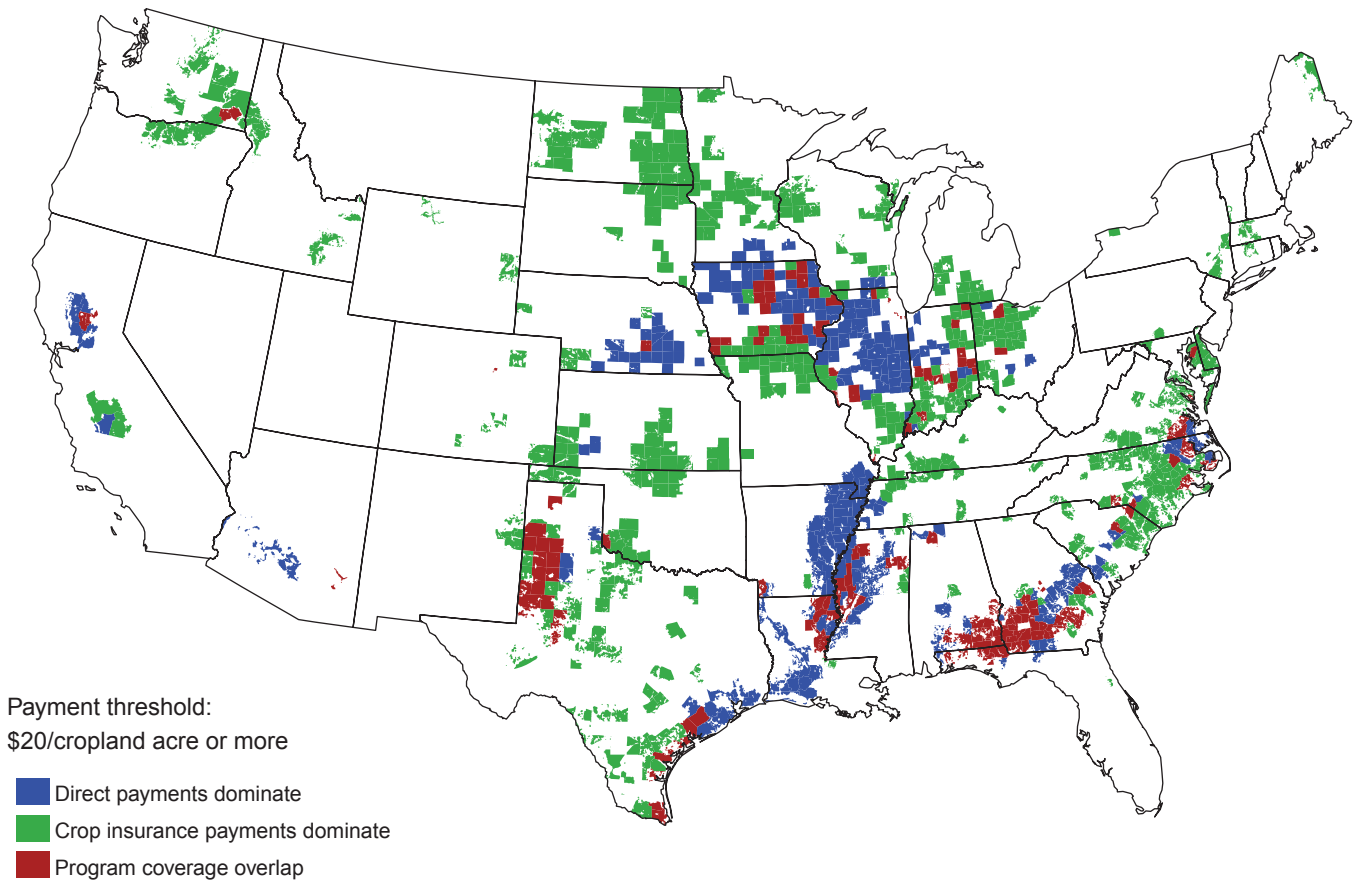 Payment threshold:
$20/cropland acre or more
Direct payments dominate
Crop insurance payments dominate
Program coverage overlap